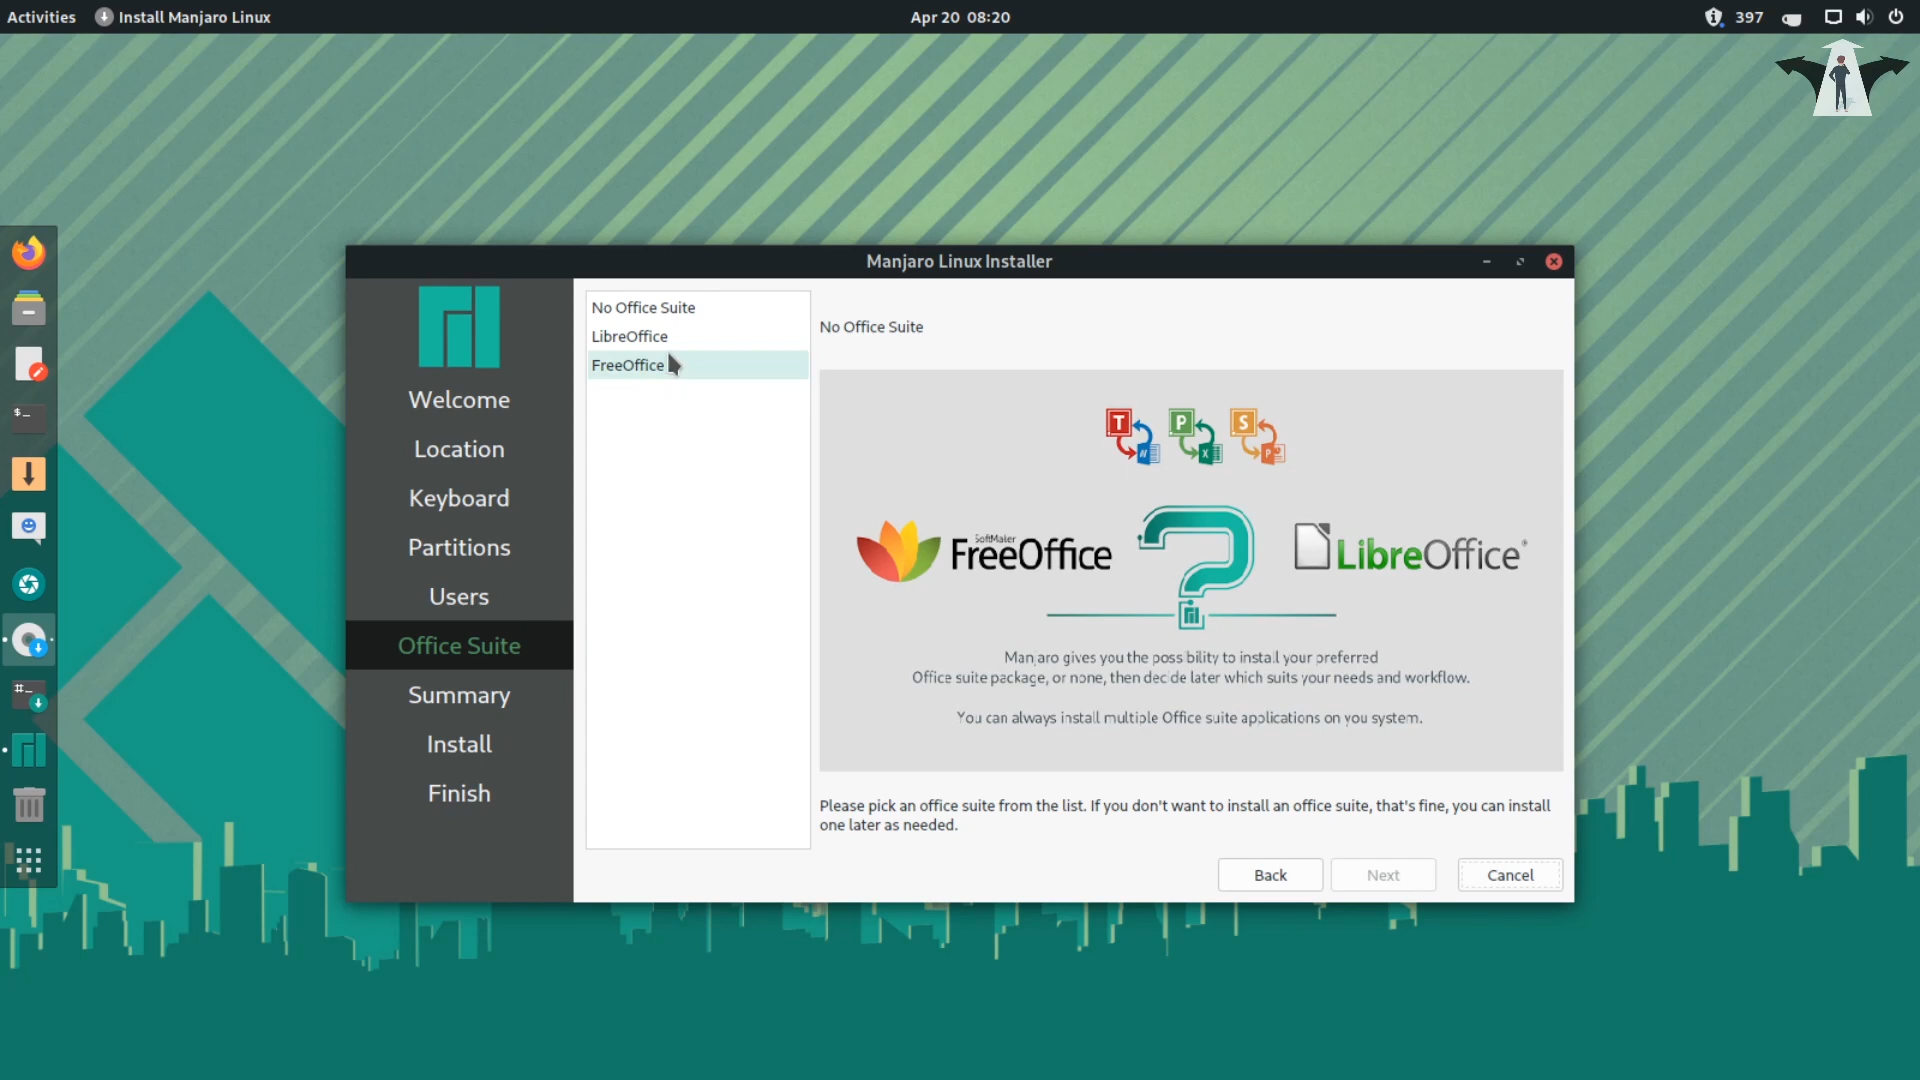 Activities
Install Manjaro Linux
Apr 20 08:20
397
Manjaro Linux Installer
Welcome
Location
Keyboard
Partitions
Users
Office Suite
Summary
Install
Finish
No Office Suite
LibreOffice
FreeOffice
No Office Suite
T
P
S
X
P
SoftMaker
FreeOffice
?
LibreOffice
Manjaro gives you the possibility to install your preferred
Office suite package, or none, then decide later which suits your needs and workflow.
You can always install multiple Office suite applications on you system.
Please pick an office suite from the list. If you don't want to install an office suite, that's fine, you can install
one later as needed.
Back
Next
Cancel
$_
#_